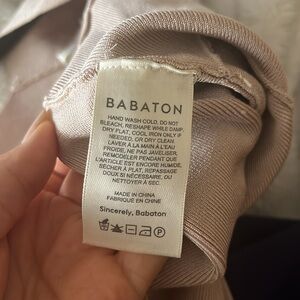 BABATON
HAND WASH COLD, DO NOT
BLEACH, RESHAPE WHILE DAMP,
DRY FLAT, COOL IRON ONLY IF
NEEDED, OR DRY CLEAN.
LAVER À LA MAIN À L'EAU
FROIDE, NE PAS JAVELISER,
REMODELER PENDANT QUE
L'ARTICLE EST ENCORE HUMIDE,
SÉCHER À PLAT, REPASSAGE
DOUX SI NÉCESSAIRE, OU
NETTOYER À SEC.
MADE IN CHINA
FABRIQUÉ EN CHINE
Sincerely, Babaton
P